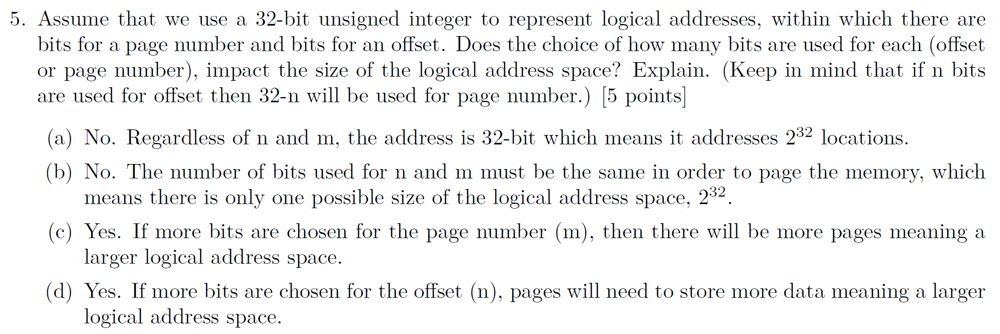 5. Assume that we use a 32-bit unsigned integer to represent logical addresses, within which there are
bits for a page number and bits for an offset. Does the choice of how many bits are used for each (offset
or page number), impact the size of the logical address space? Explain. (Keep in mind that if n bits
are used for offset then 32-n will be used for page number.) [5 points]
(a) No. Regardless of n and m, the address is 32-bit which means it addresses 2³² locations.
(b) No. The number of bits used for n and m must be the same in order to page the memory, which
means there is only one possible size of the logical address space, 2³².
(c) Yes. If more bits are chosen for the page number (m), then there will be more pages meaning a
larger logical address space.
(d) Yes. If more bits are chosen for the offset (n), pages will need to store more data meaning a larger
logical address space.